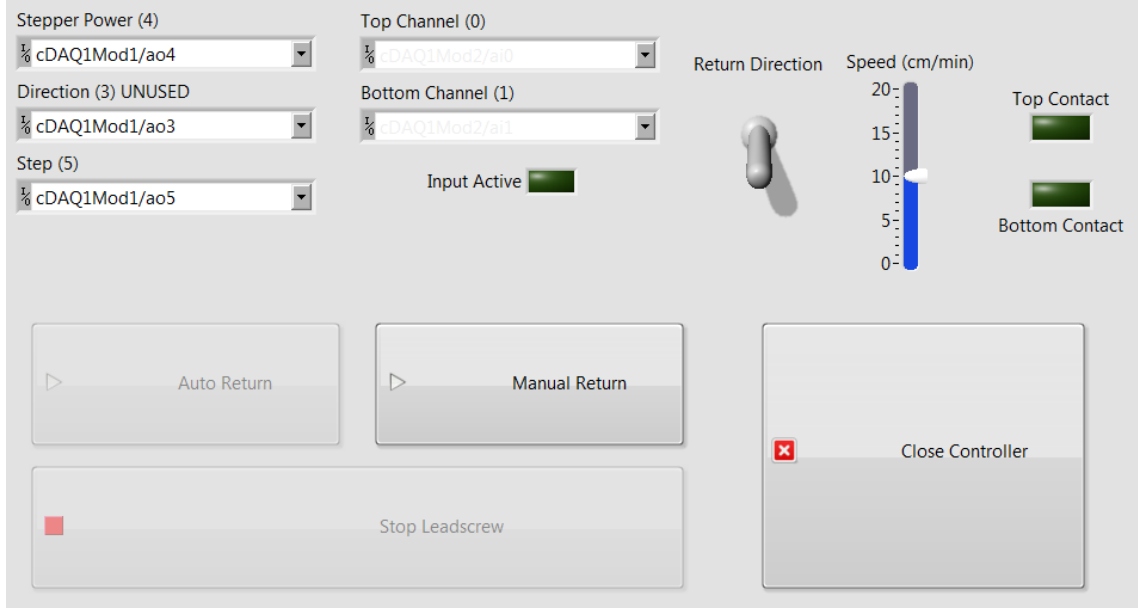 Stepper Power (4)
cDAQ1Mod1/ao4
Direction (3) UNUSED
cDAQ1Mod1/ao3
Step (5)
cDAQ1Mod1/ao5
Top Channel (0)
cDAQ1Mod2/ai0
Bottom Channel (1)
cDAQ1Mod2/ai1
Input Active
Return Direction
Speed (cm/min)
20
15
10
5
0
Top Contact
Bottom Contact
Auto Return
Manual Return
Close Controller
Stop Leadscrew